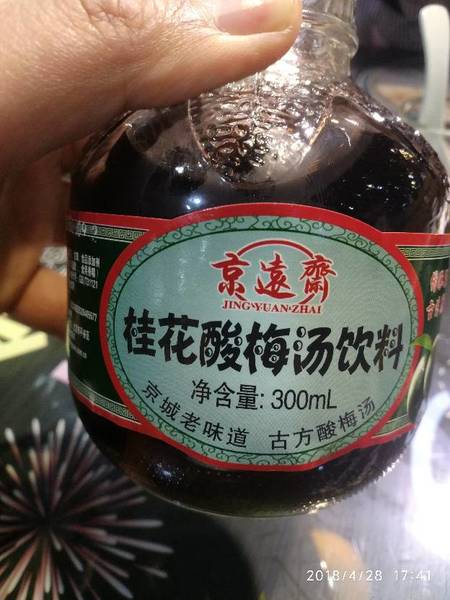 京遠齋
JING·YUAN·ZHAI
桂花酸梅汤饮料
净含量: 300mL
京城老味道 古方酸梅汤
2018/4/28 17:41